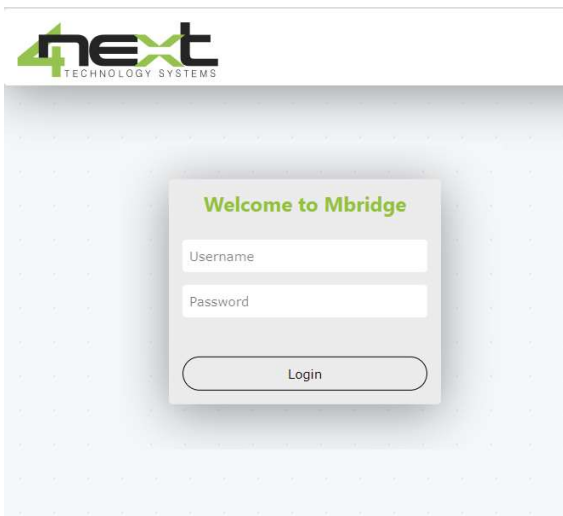 4next
TECHNOLOGY SYSTEMS
Welcome to Mbridge
Username
Password
Login